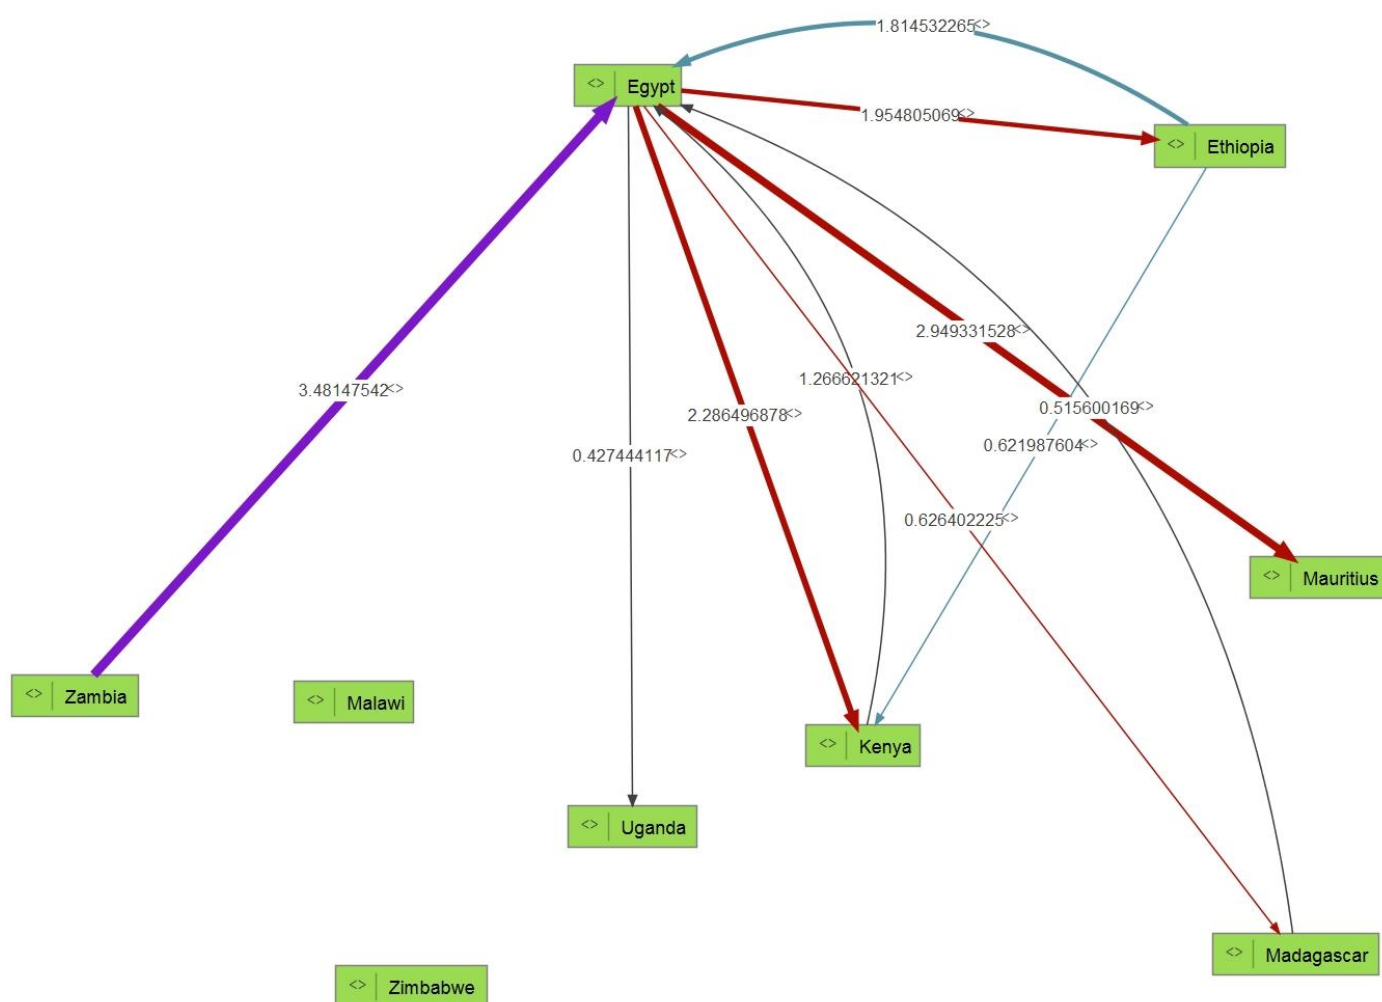 1.814532265<>
<> Egypt
1.954805069<>
<> Ethiopia
2.949331528<>
1.266621321<>
3.48147542<>
0.515600169<>
2.286496878<>
0.621987604<>
0.427444117<>
0.626402225<>
<> Mauritius
<> Zambia
<> Malawi
<> Kenya
<> Uganda
<> Madagascar
<> Zimbabwe